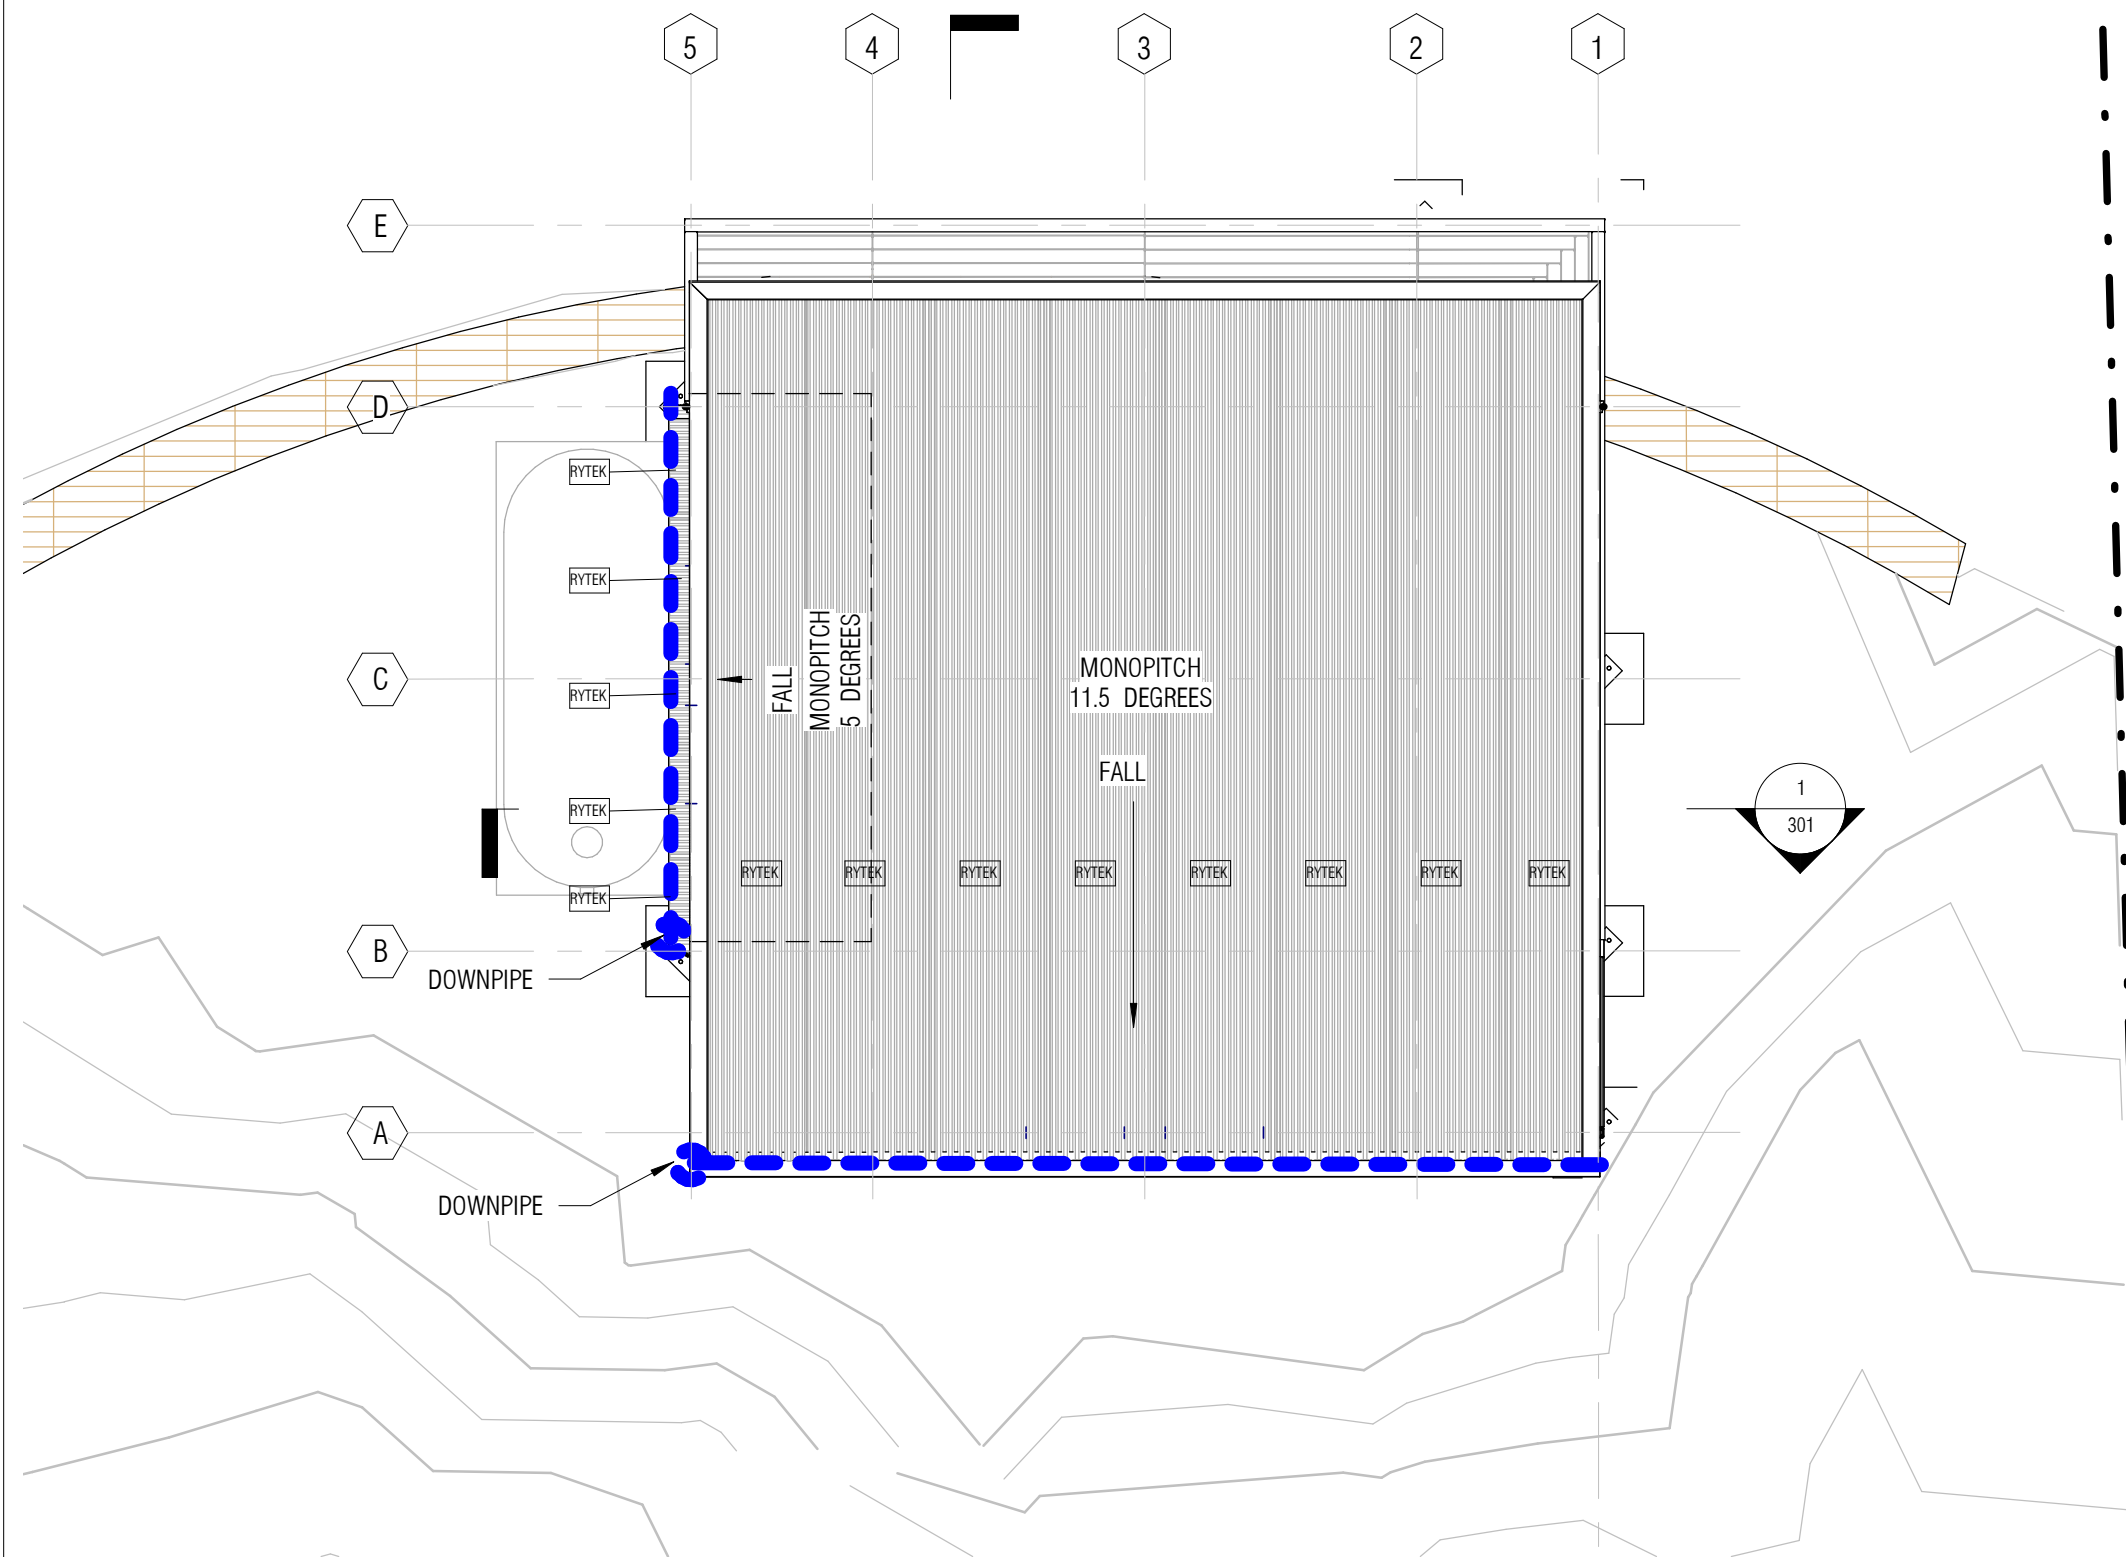 5
4
3
2
1
E
D
RYTEK
RYTEK
C
RYTEK
FALL
MONOPITCH
5 DEGREES
MONOPITCH
11.5 DEGREES
FALL
1
301
RYTEK
RYTEK
RYTEK
RYTEK
RYTEK
RYTEK
RYTEK
RYTEK
RYTEK
RYTEK
B
DOWNPIPE
A
DOWNPIPE